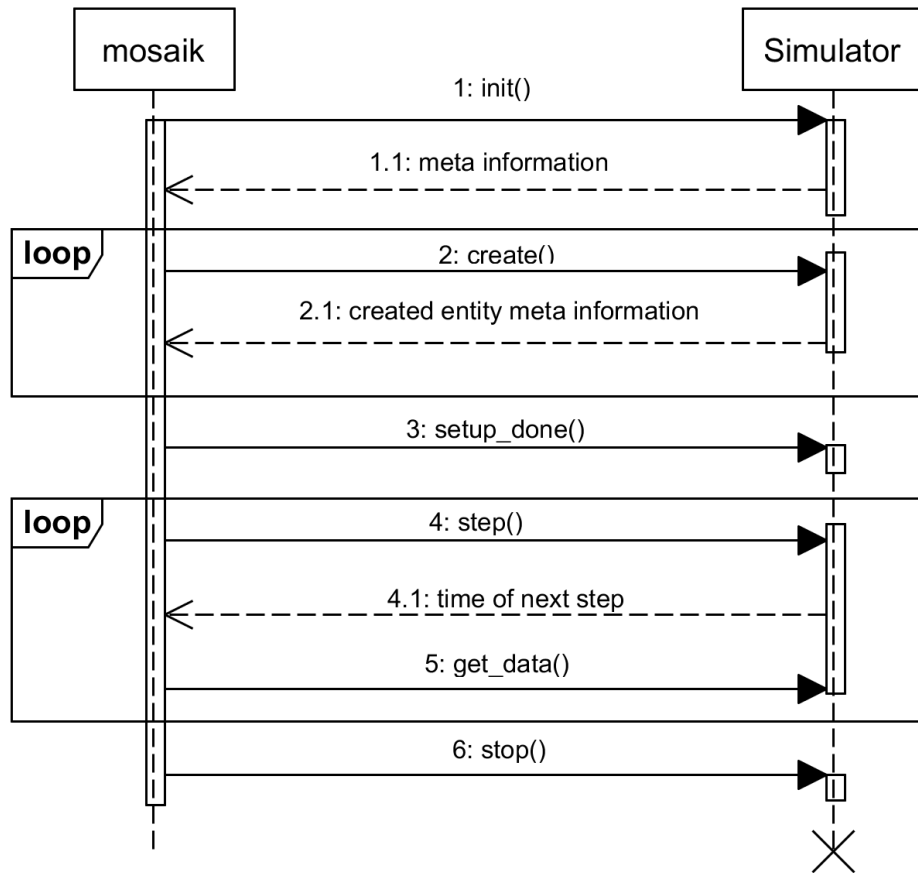 mosaik
Simulator
1: init()
1.1: meta information
loop
2: create()
2.1: created entity meta information
3: setup_done()
loop
4: step()
4.1: time of next step
5: get_data()
6: stop()